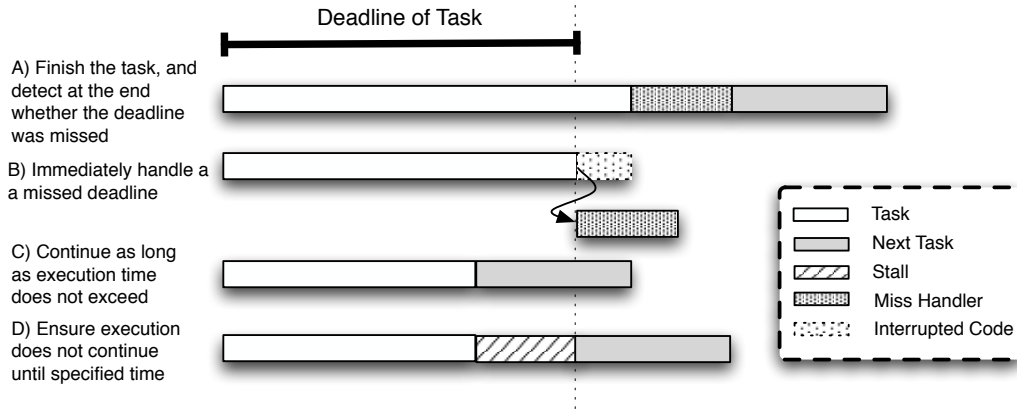 Deadline of Task
A) Finish the task, and
detect at the end
whether the deadline
was missed
B) Immediately handle a
a missed deadline
C) Continue as long
as execution time
does not exceed
D) Ensure execution
does not continue
until specified time
Task
Next Task
Stall
Miss Handler
Interrupted Code